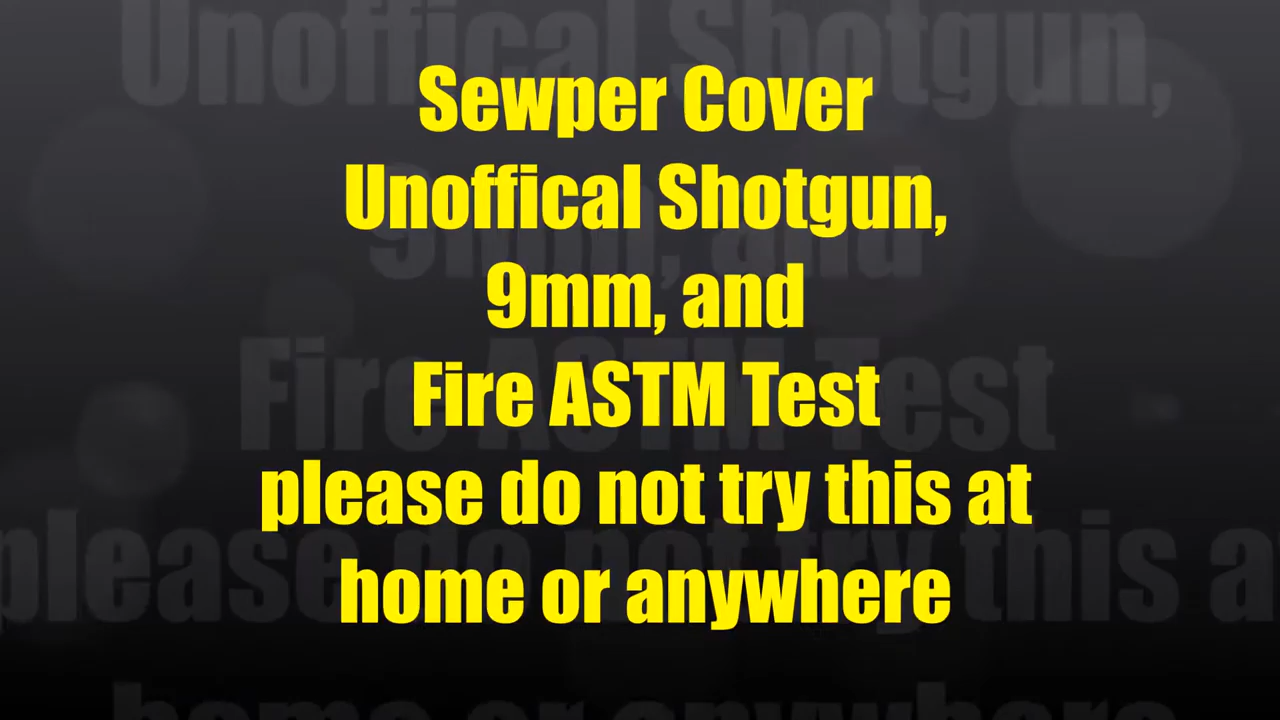 Sewper Cover
Unoffical Shotgun,
9mm, and
Fire ASTM Test
please do not try this at
home or anywhere